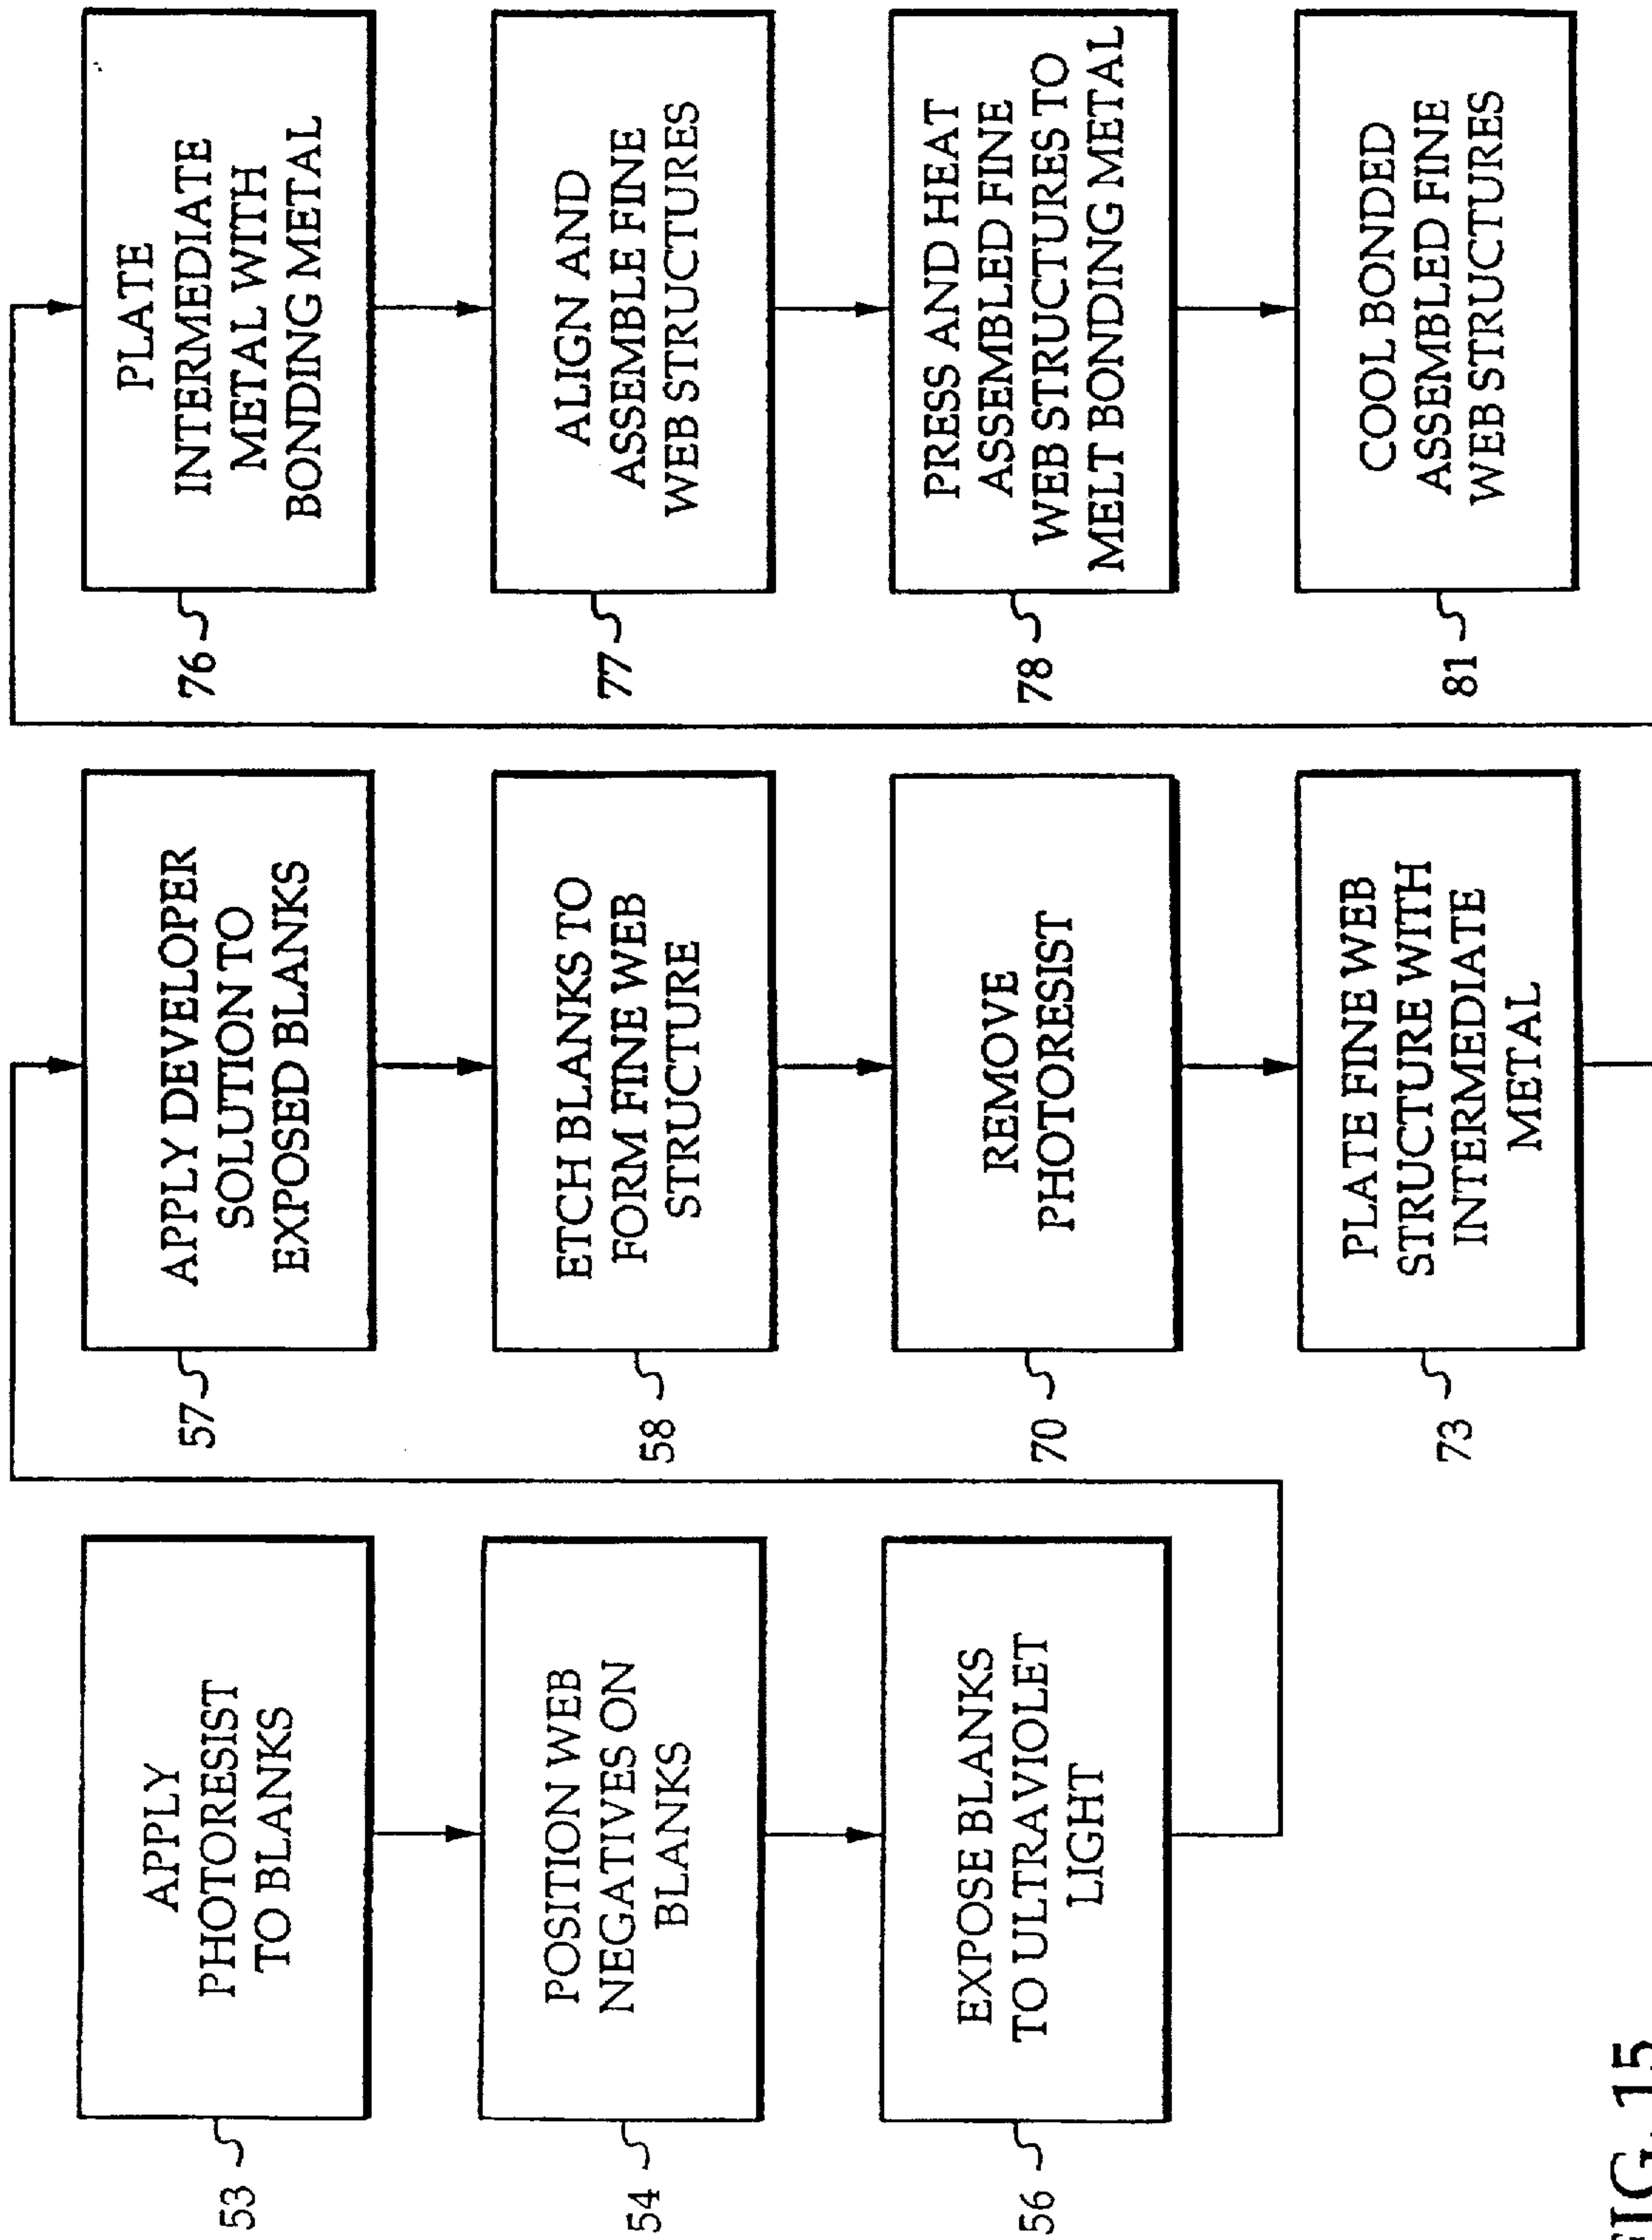 53
APPLY
PHOTORESIST
TO BLANKS
54
POSITION WEB
NEGATIVES ON
BLANKS
56
EXPOSE BLANKS
TO ULTRAVIOLET
LIGHT
57
APPLY DEVELOPER
SOLUTION TO
EXPOSED BLANKS
58
ETCH BLANKS TO
FORM FINE WEB
STRUCTURE
70
REMOVE
PHOTORESIST
73
PLATE FINE WEB
STRUCTURE WITH
INTERMEDIATE
METAL
76
PLATE
INTERMEDIATE
METAL WITH
BONDING METAL
77
ALIGN AND
ASSEMBLE FINE
WEB STRUCTURES
78
PRESS AND HEAT
ASSEMBLED FINE
WEB STRUCTURES TO
MELT BONDING METAL
81
COOL BONDED
ASSEMBLED FINE
WEB STRUCTURES
FIG. 15